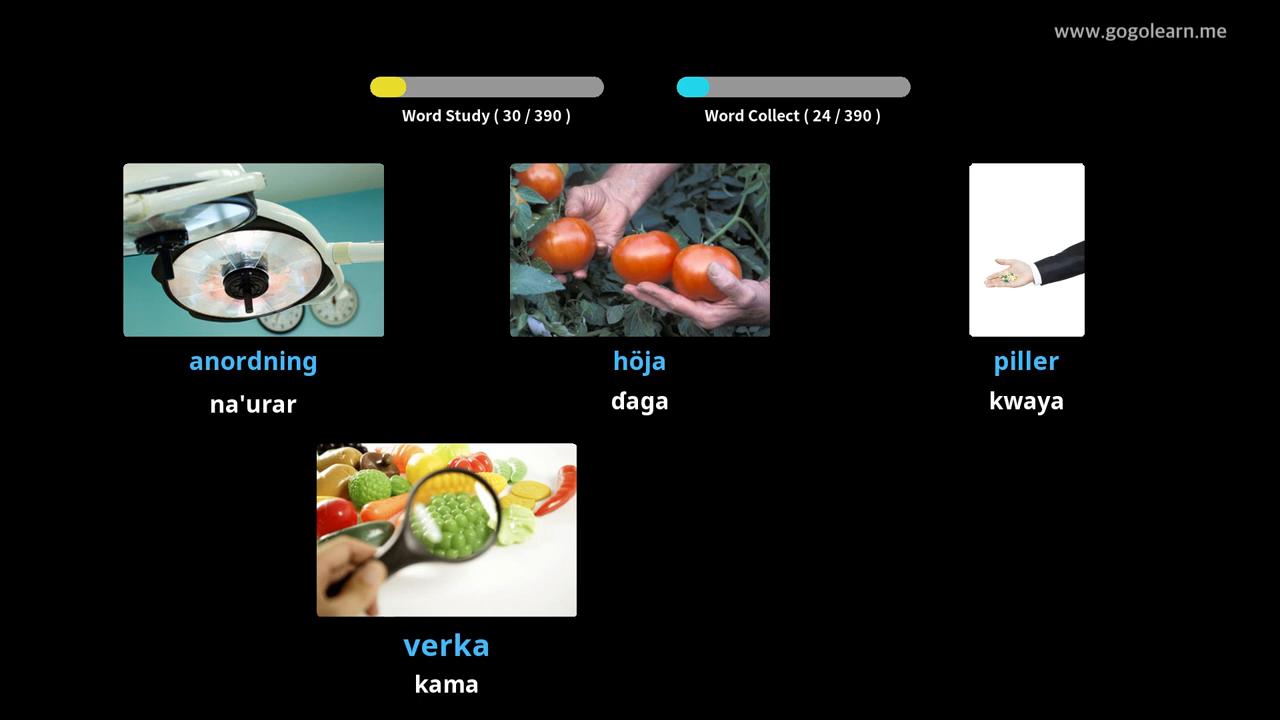 www.gogolearn.me
Word Study ( 30 / 390 )
Word Collect ( 24 / 390 )
anordning
höja
piller
na'urar
ɗaga
kwaya
verka
kama